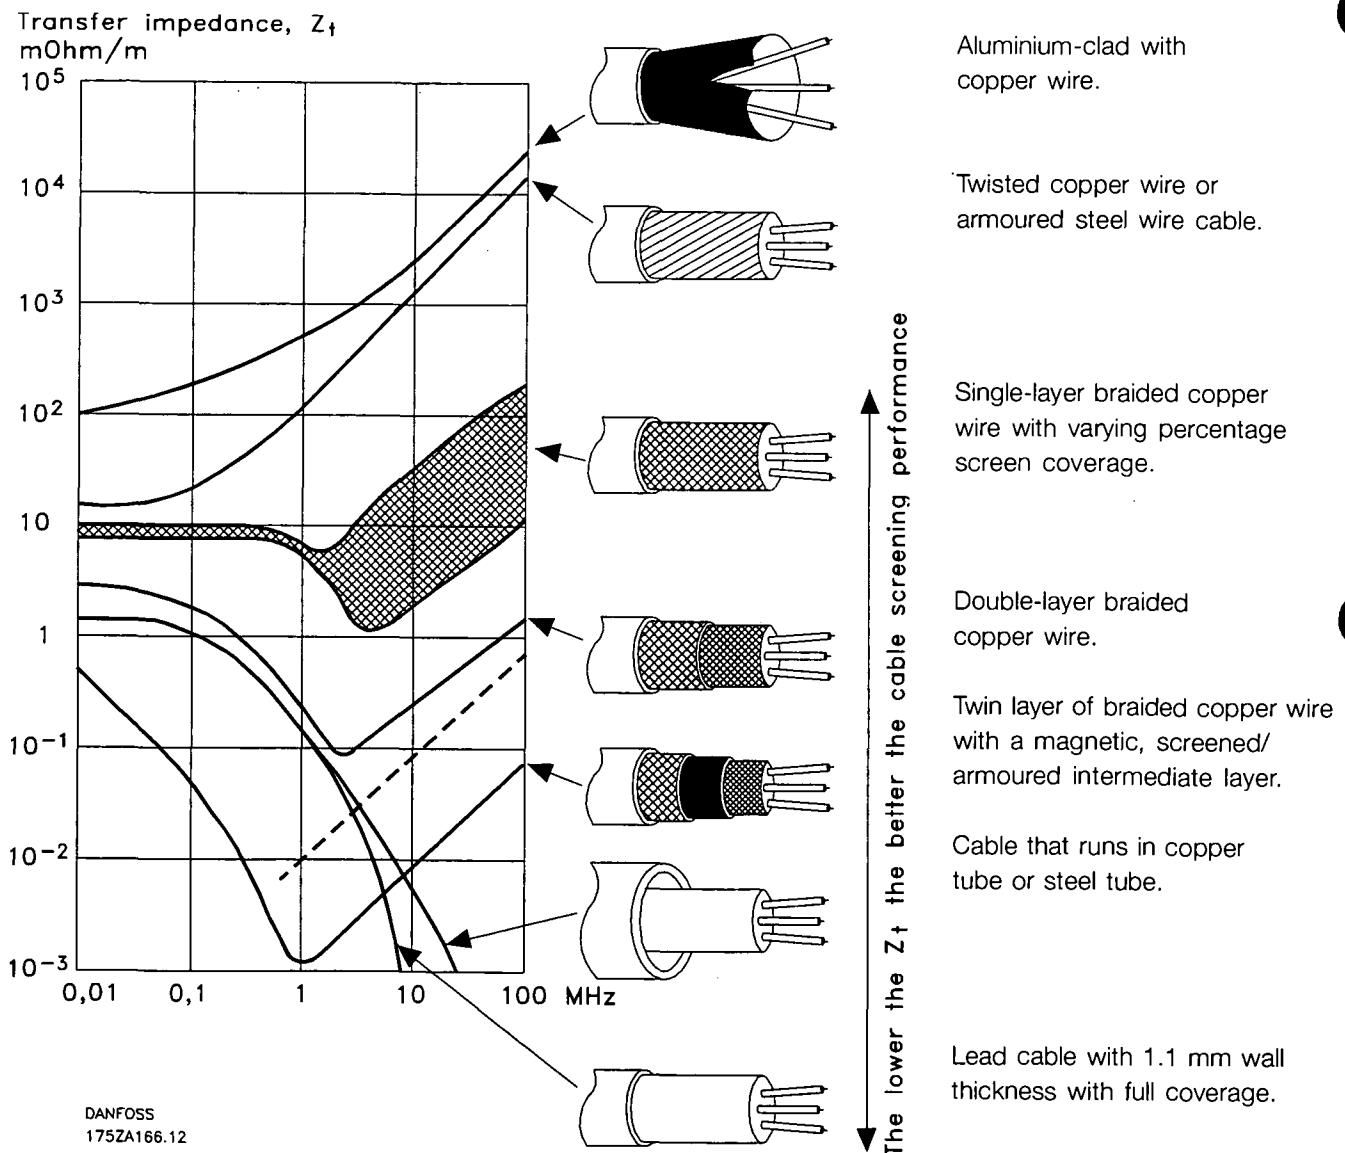 Transfer impedance, Zt
mOhm/m
10⁵
10⁴
10³
10²
10
1
10⁻¹
10⁻²
10⁻³
0,01 0,1 1 10 100 MHz
Aluminium-clad with
copper wire.
Twisted copper wire or
armoured steel wire cable.
Single-layer braided copper
wire with varying percentage
screen coverage.
Double-layer braided
copper wire.
Twin layer of braided copper wire
with a magnetic, screened/
armoured intermediate layer.
Cable that runs in copper
tube or steel tube.
Lead cable with 1.1 mm wall
thickness with full coverage.
The lower the Zt the better the cable screening performance
DANFOSS
175ZA166.12